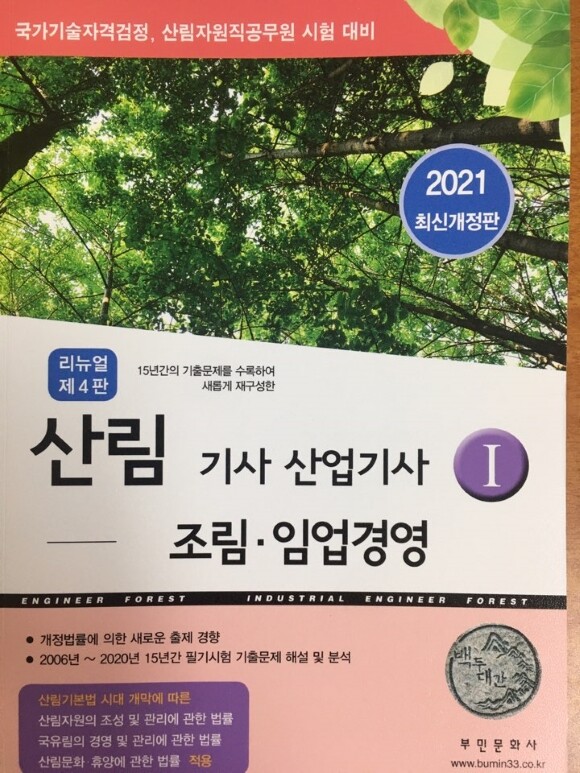 국가기술자격검정, 산림자원직공무원 시험 대비
2021
최신개정판
리뉴얼
제4판
15년간의 기출문제를 수록하여
새롭게 재구성한
산림 기사 산업기사 I
조림·임업경영
ENGINEER FOREST INDUSTRIAL ENGINEER FOREST
● 개정법률에 의한 새로운 출제 경향
● 2006년 ~ 2020년 15년간 필기시험 기출문제 해설 및 분석
백두
대간
산림기본법 시대 개막에 따른
산림자원의 조성 및 관리에 관한 법률
국유림의 경영 및 관리에 관한 법률
산림문화·휴양에 관한 법률 적용
부민문화사
www.bumin33.co.kr